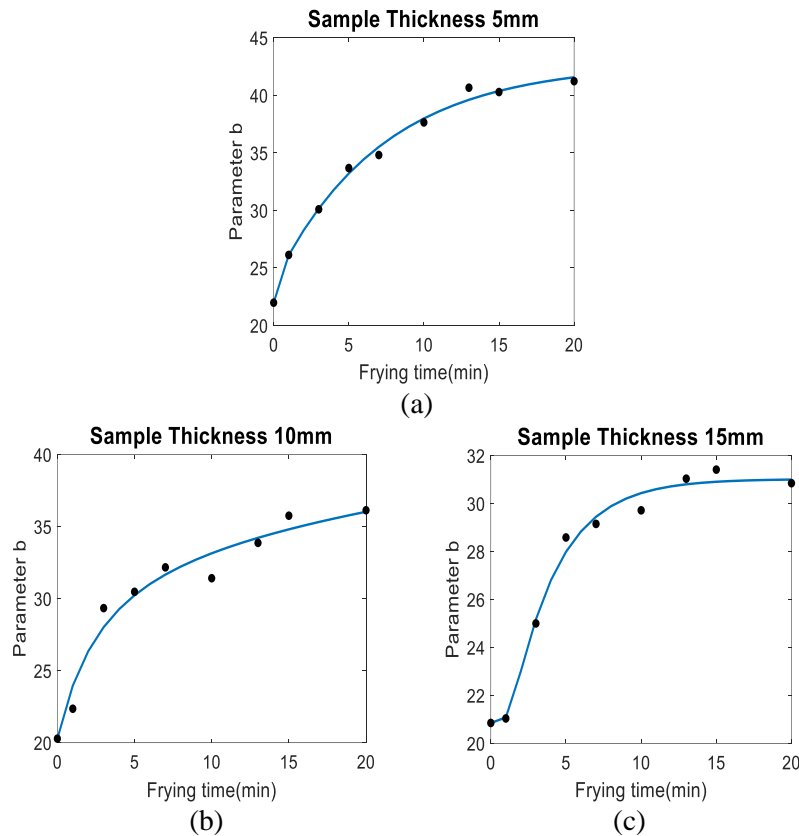 Sample Thickness 5mm
45
40
35
30
25
20
Parameter b
0 5 10 15 20
Frying time(min)
(a)
Sample Thickness 10mm
40
35
30
25
20
Parameter b
0 5 10 15 20
Frying time(min)
(b)
Sample Thickness 15mm
32
30
28
26
24
22
20
Parameter b
0 5 10 15 20
Frying time(min)
(c)